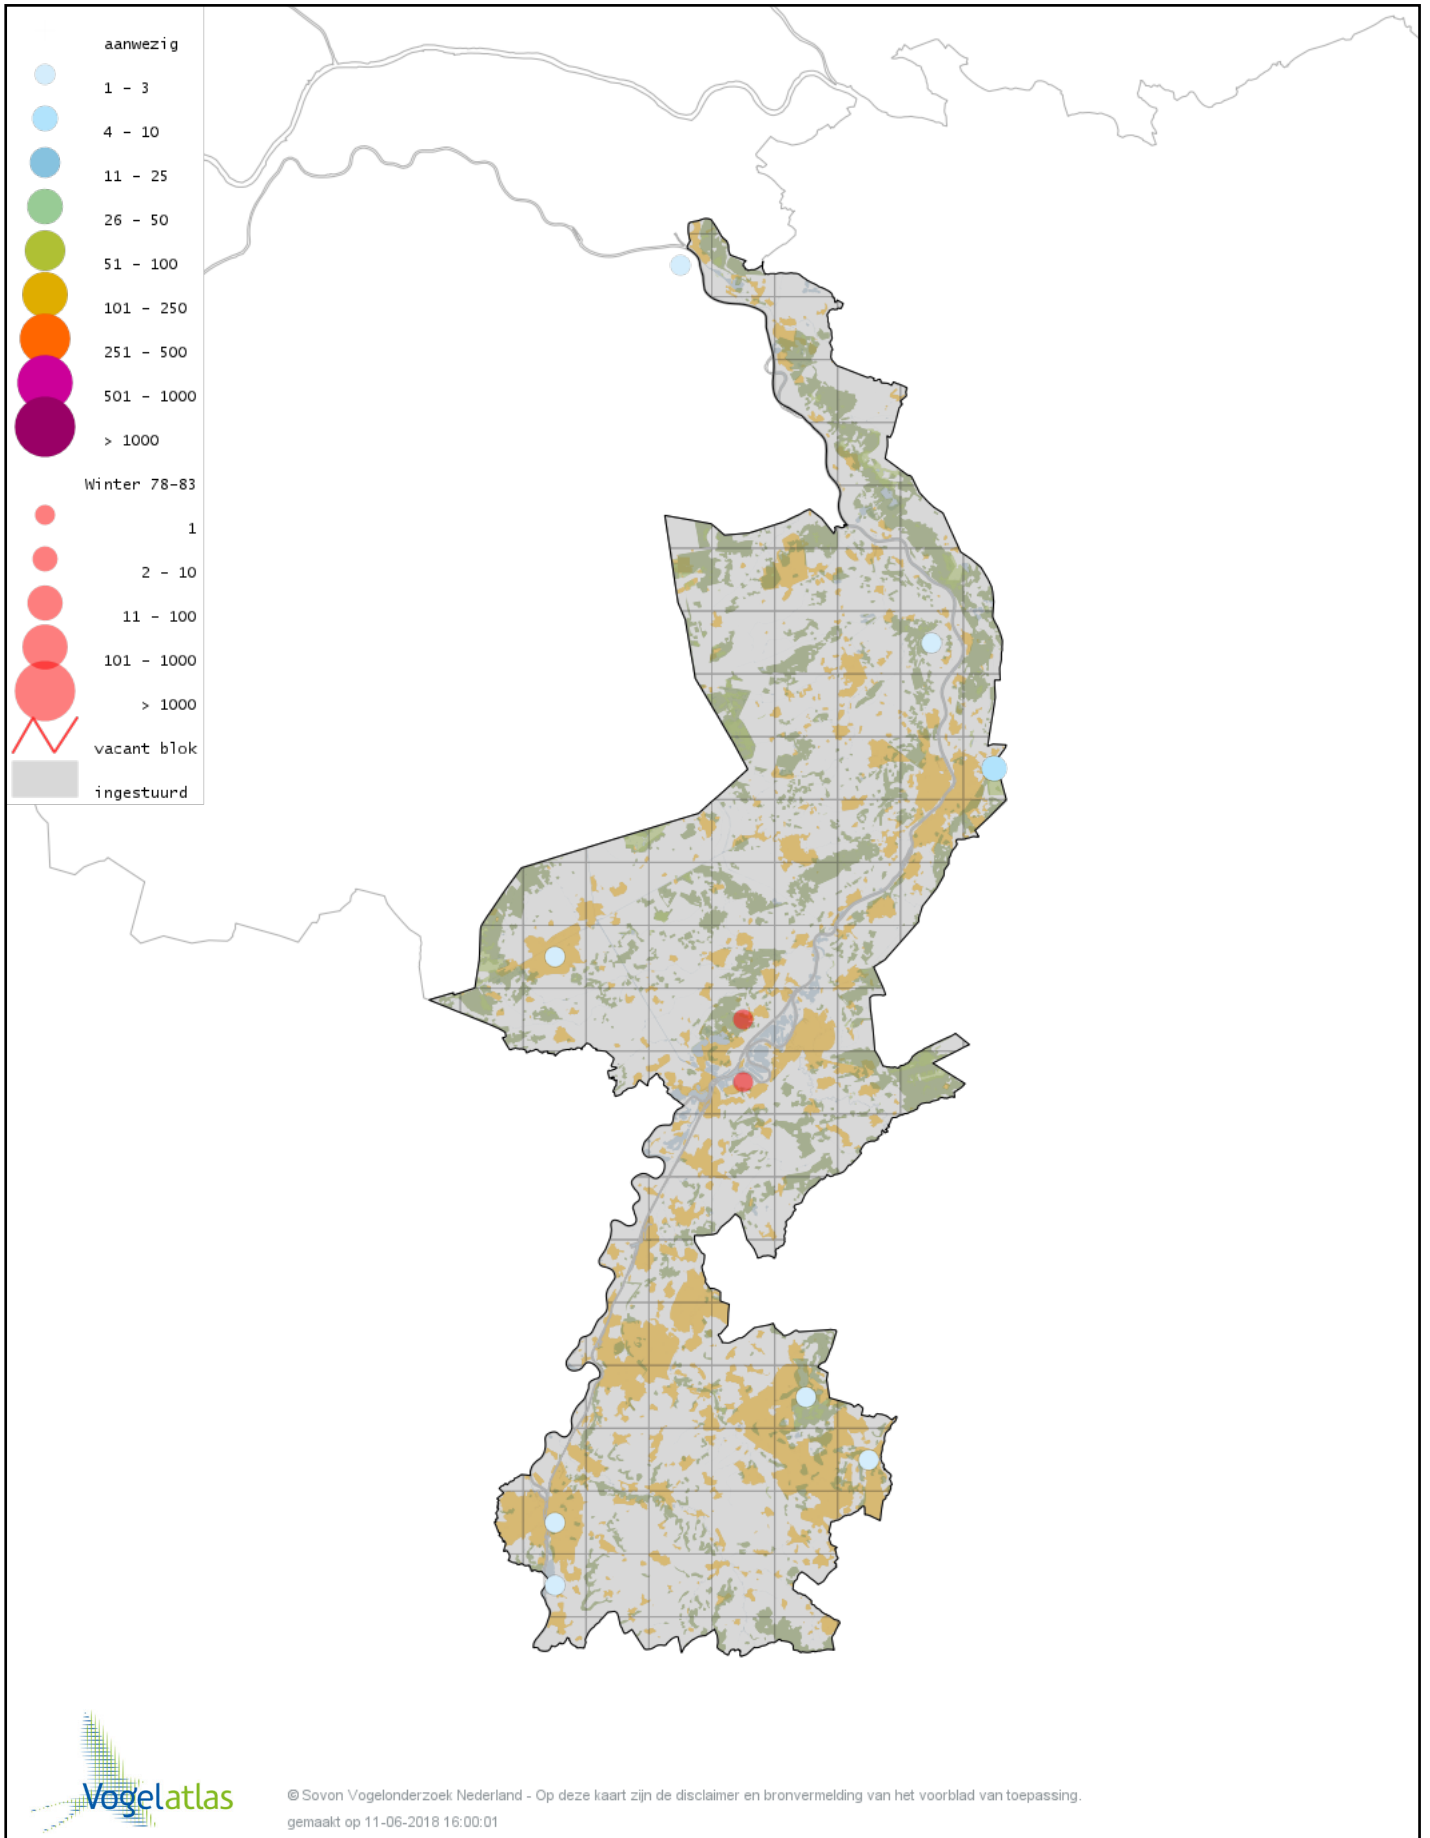 aanwezig
1 – 3
4 – 10
11 – 25
26 – 50
51 – 100
101 – 250
251 – 500
501 – 1000
> 1000
Winter 78–83
1
2 – 10
11 – 100
101 – 1000
> 1000
vacant blok
ingestuurd
Vogelatlas
© Sovon Vogelonderzoek Nederland - Op deze kaart zijn de disclaimer en bronvermelding van het voorblad van toepassing.
gemaakt op 11-06-2018 16:00:01